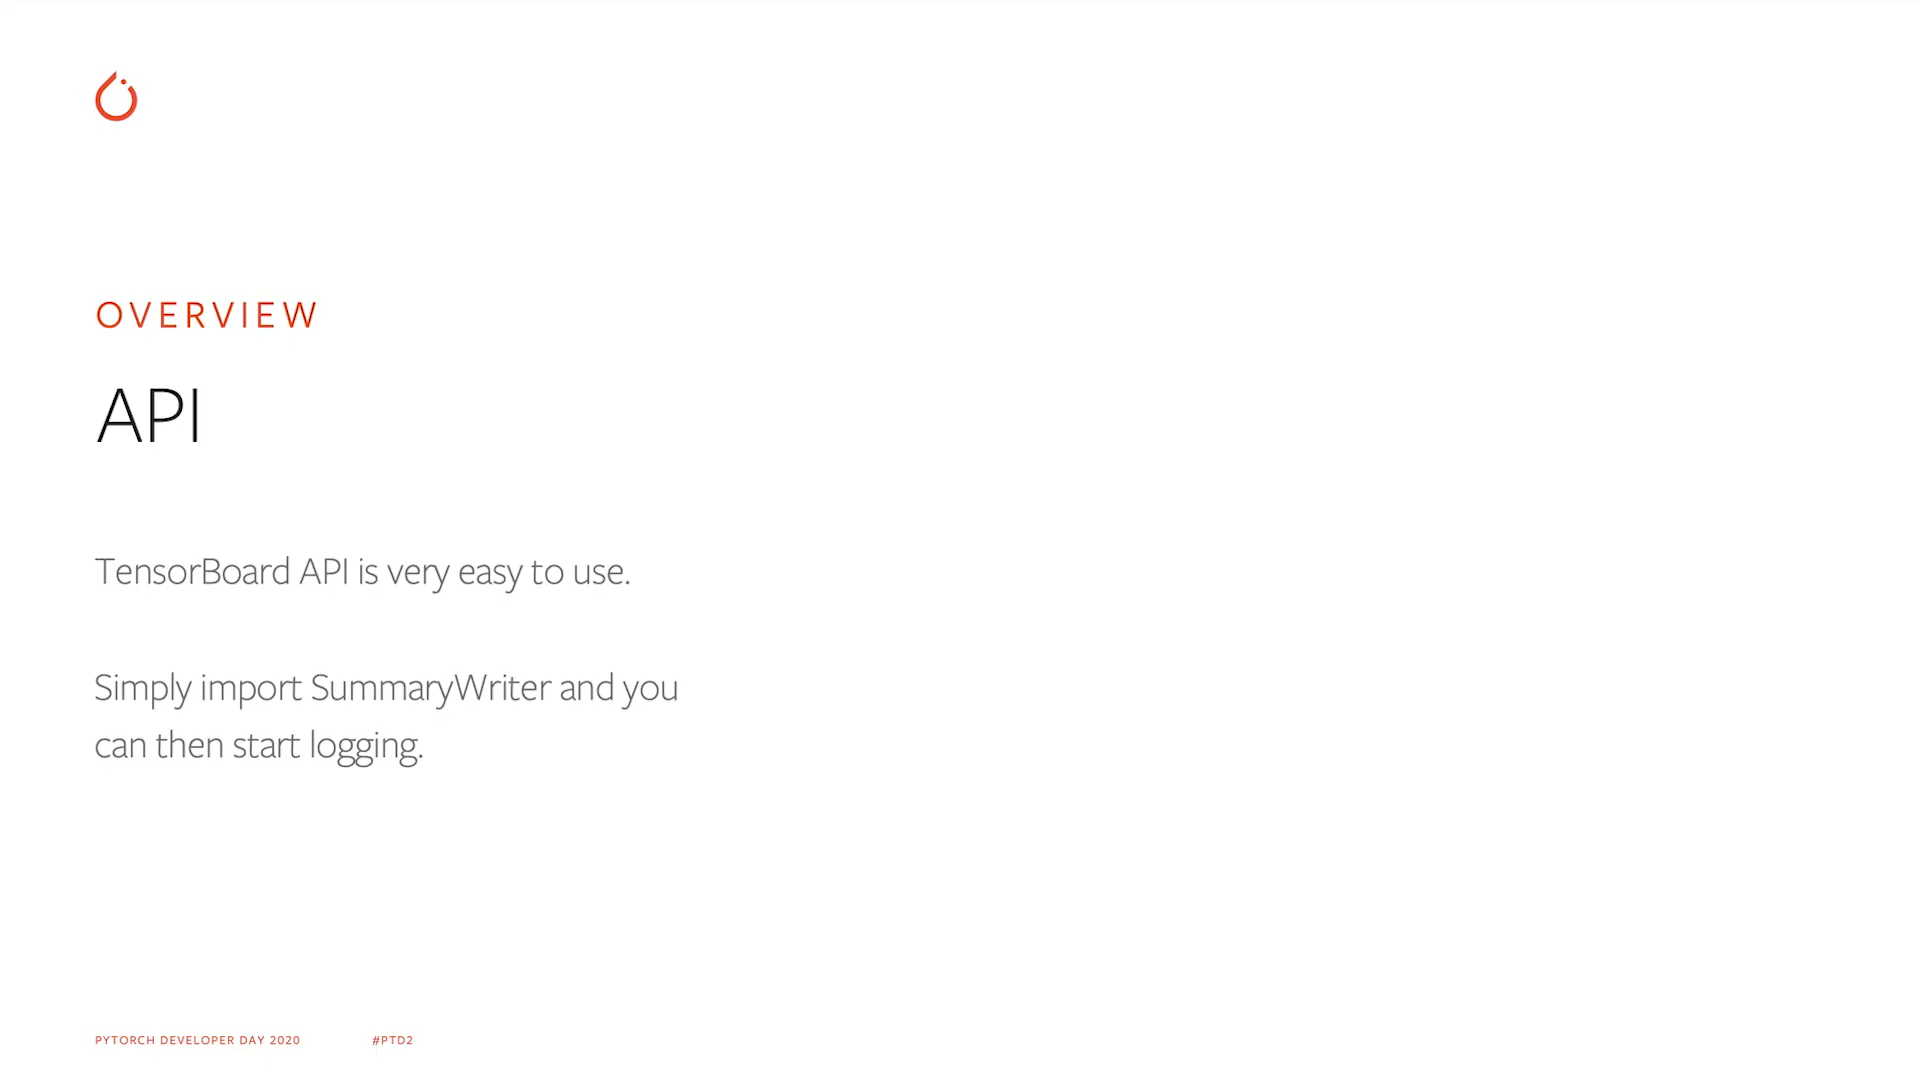 OVERVIEW
API
TensorBoard API is very easy to use.
Simply import SummaryWriter and you
can then start logging.
PYTORCH DEVELOPER DAY 2020 #PTD2